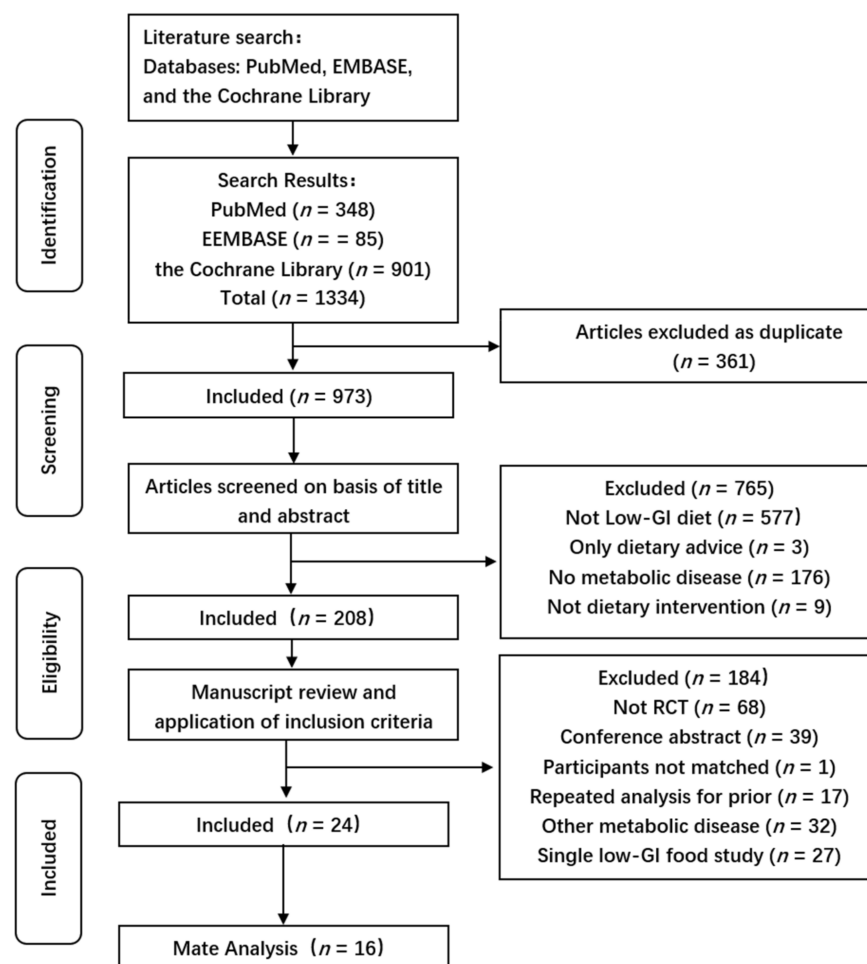 Literature search:
Databases: PubMed, EMBASE,
and the Cochrane Library
Identification
Search Results:
PubMed (n = 348)
EEMBASE (n = = 85)
the Cochrane Library (n = 901)
Total (n = 1334)
Articles excluded as duplicate
(n = 361)
Screening
Included (n = 973)
Articles screened on basis of title
and abstract
Excluded (n = 765)
Not Low-GI diet (n = 577)
Only dietary advice (n = 3)
No metabolic disease (n = 176)
Not dietary intervention (n = 9)
Eligibility
Included (n = 208)
Manuscript review and
application of inclusion criteria
Excluded (n = 184)
Not RCT (n = 68)
Conference abstract (n = 39)
Participants not matched (n = 1)
Repeated analysis for prior (n = 17)
Other metabolic disease (n = 32)
Single low-GI food study (n = 27)
Included
Included (n = 24)
Mate Analysis (n = 16)